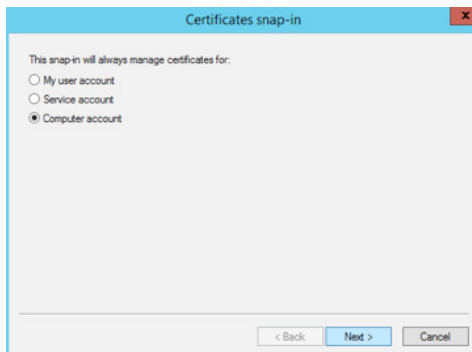 Certificates snap-in
x
This snap-in will always manage certificates for:
My user account
Service account
Computer account
< Back
Next >
Cancel